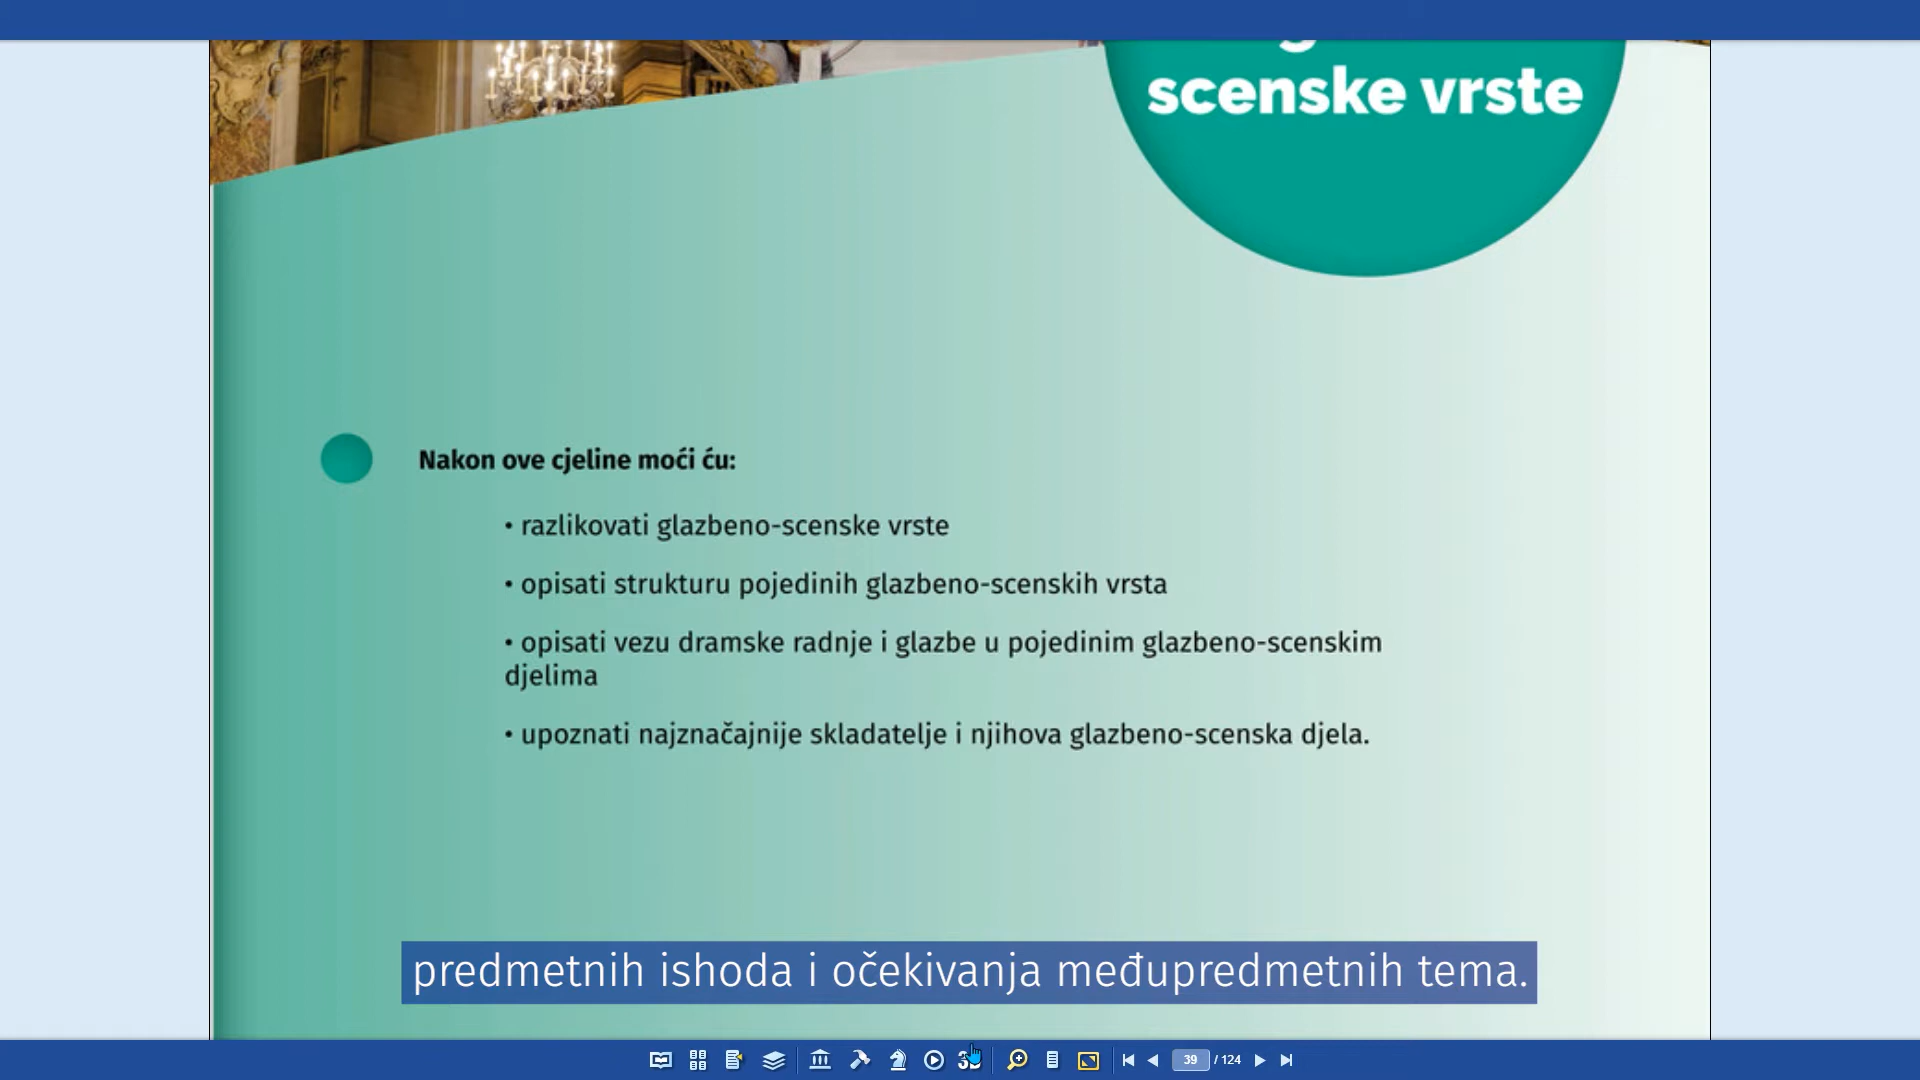 scenske vrste
Nakon ove cjeline moći ću:
• razlikovati glazbeno-scenske vrste
• opisati strukturu pojedinih glazbeno-scenskih vrsta
• opisati vezu dramske radnje i glazbe u pojedinim glazbeno-scenskim
djelima
• upoznati najznačajnije skladatelje i njihova glazbeno-scenska djela.
predmetnih ishoda i očekivanja međupredmetnih tema.
39 / 124